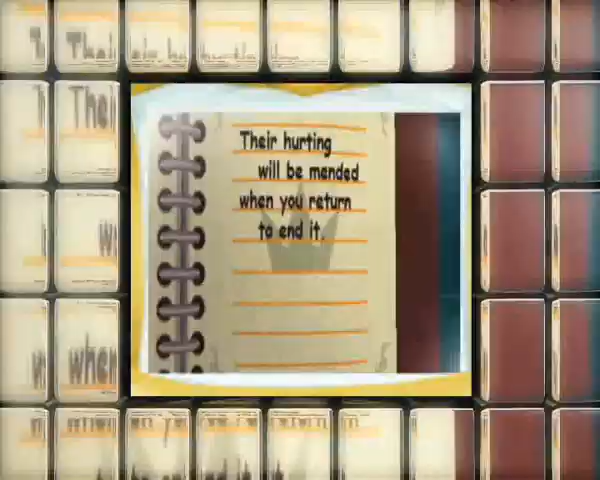 Their hurting
will be mended
when you return
to end it.